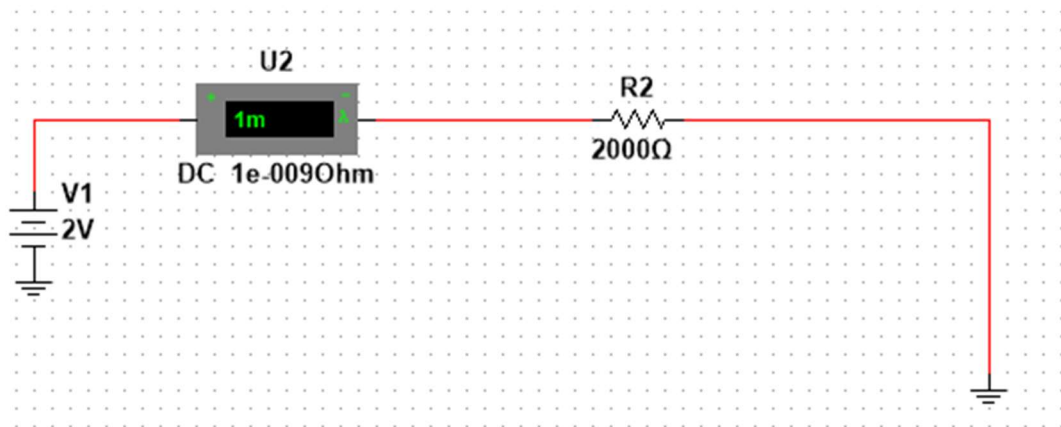 U2
+ -
1m A
DC 1e-009Ohm
R2
2000Ω
V1
2V